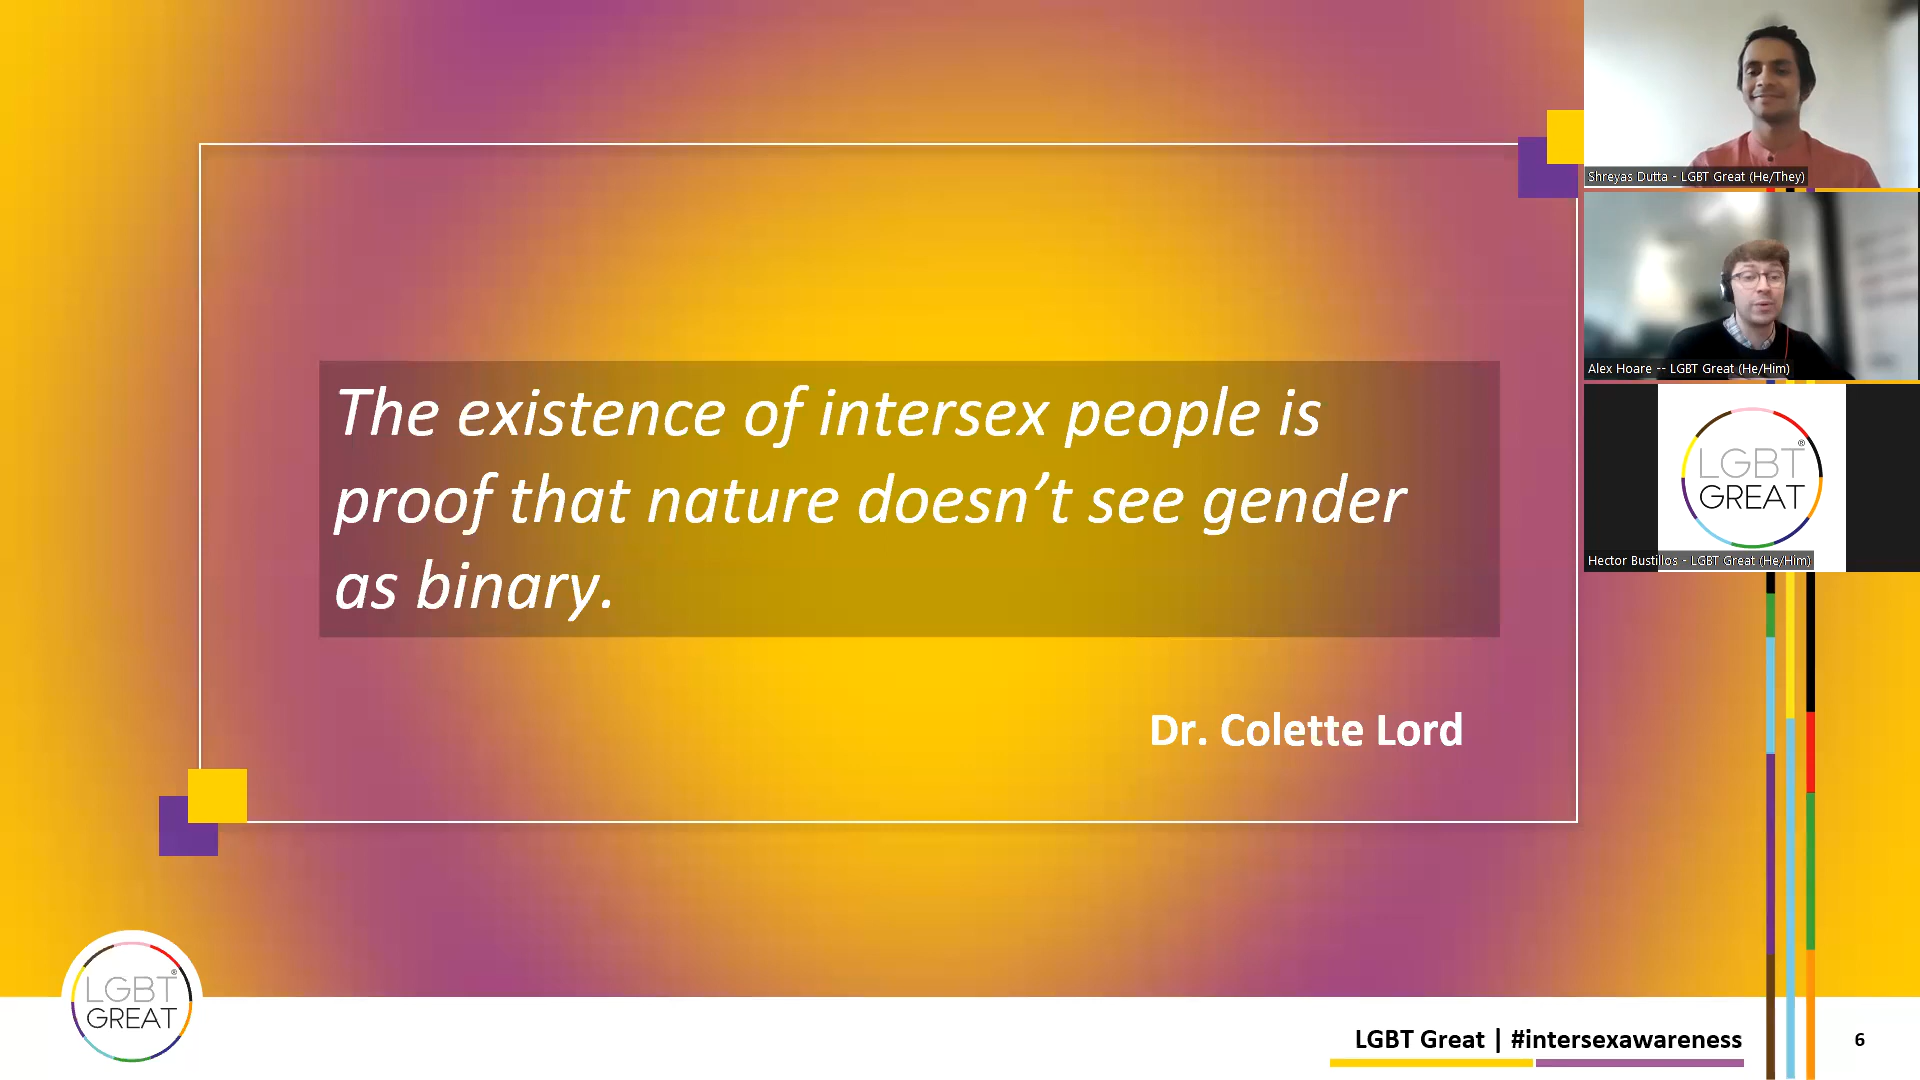 The existence of intersex people is
proof that nature doesn't see gender
as binary.
Dr. Colette Lord
Shreyas Dutta - LGBT Great (He/They)
Alex Hoare -- LGBT Great (He/Him)
LGBT
GREAT
®
Hector Bustillos - LGBT Great (He/Him)
LGBT
GREAT
®
LGBT Great | #intersexawareness
6